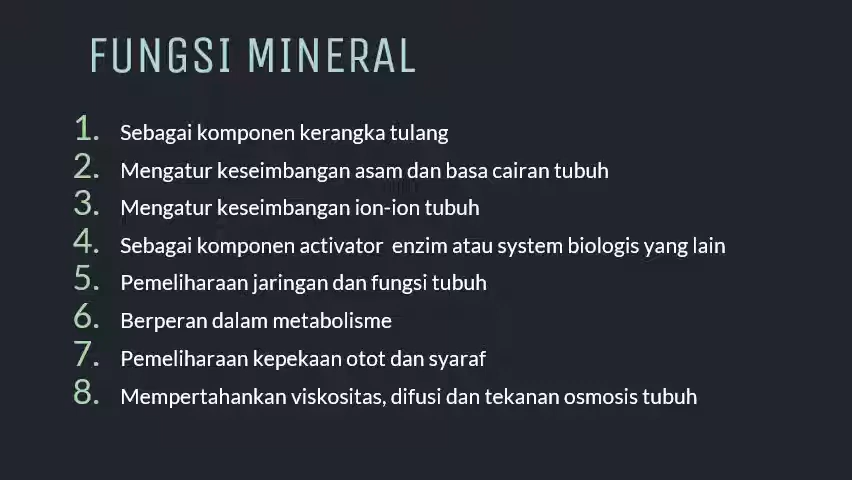 FUNGSI MINERAL
1. Sebagai komponen kerangka tulang
2. Mengatur keseimbangan asam dan basa cairan tubuh
3. Mengatur keseimbangan ion-ion tubuh
4. Sebagai komponen activator enzim atau system biologis yang lain
5. Pemeliharaan jaringan dan fungsi tubuh
6. Berperan dalam metabolisme
7. Pemeliharaan kepekaan otot dan syaraf
8. Mempertahankan viskositas, difusi dan tekanan osmosis tubuh